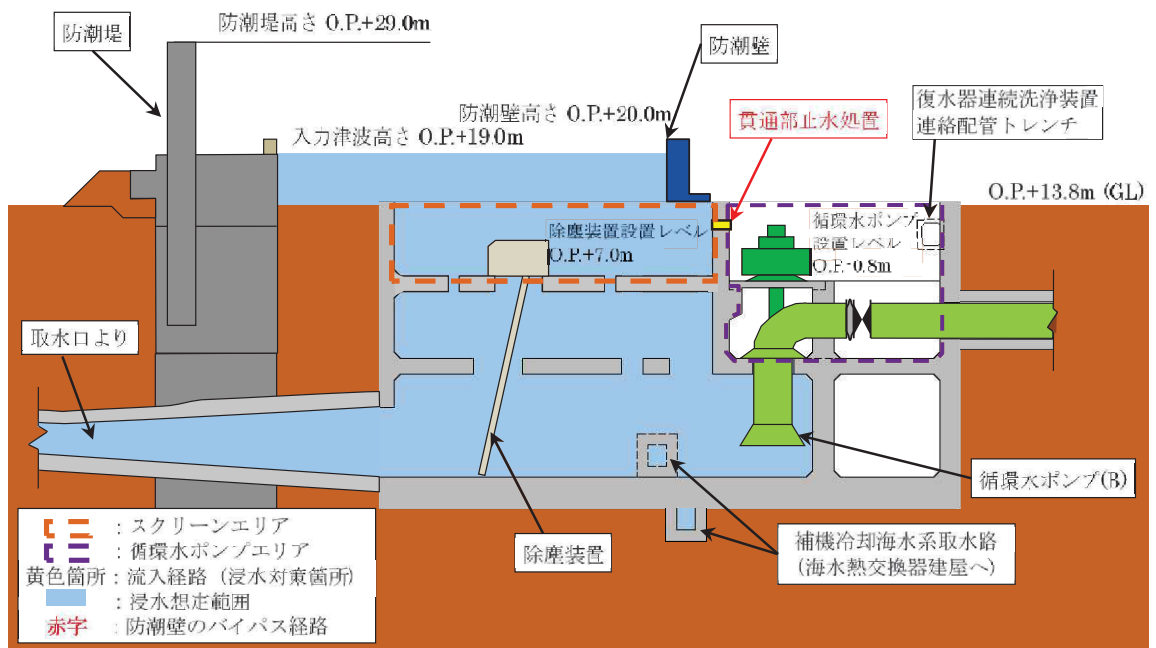 防潮堤高さ O.P.+29.0m
防潮堤
防潮壁
防潮壁高さ O.P.+20.0m
入力津波高さ O.P.+19.0m
貫通部止水処置
復水器連続洗浄装置
連絡配管トレンチ
O.P.+13.8m (GL)
除塵装置設置レベル
O.P.+7.0m
循環水ポンプ
設置レベル
O.P.-0.8m
取水口より
循環水ポンプ(B)
除塵装置
補機冷却海水系取水路
(海水熱交換器建屋へ)
：スクリーンエリア
：循環水ポンプエリア
黄色箇所：流入経路（浸水対策箇所）
：浸水想定範囲
赤字：防潮壁のバイパス経路